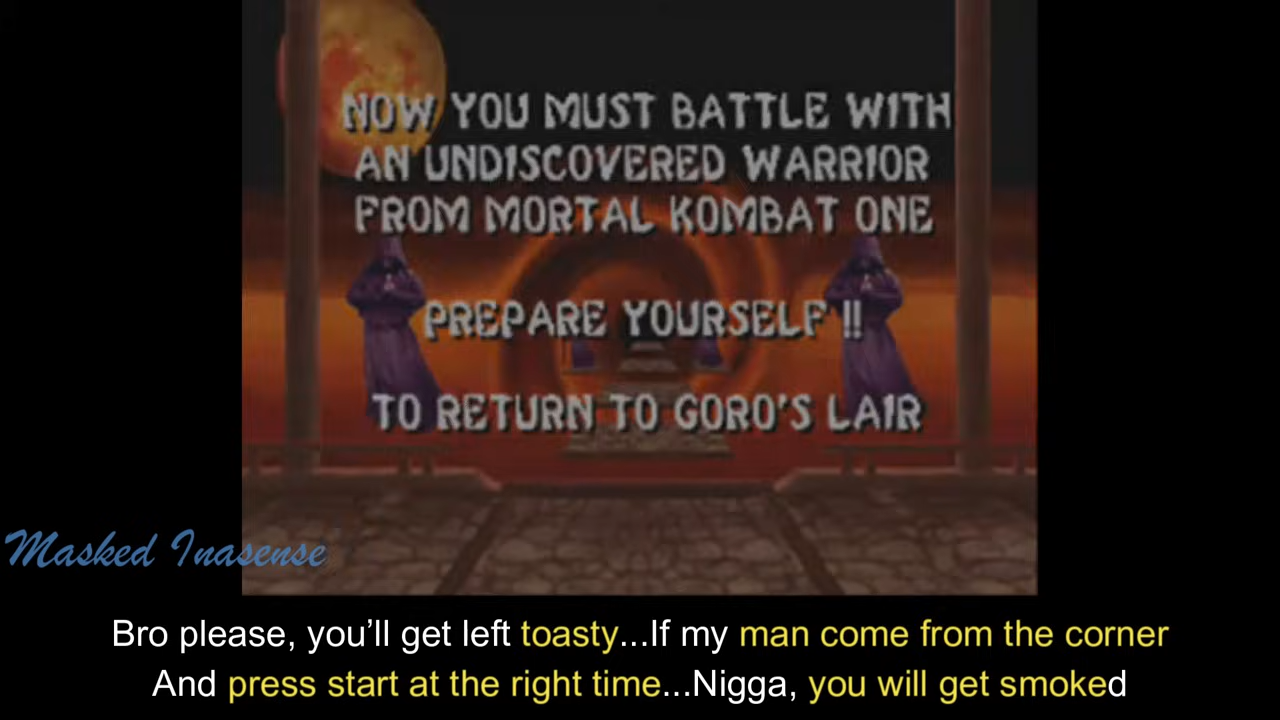 NOW YOU MUST BATTLE WITH
AN UNDISCOVERED WARRIOR
FROM MORTAL KOMBAT ONE
PREPARE YOURSELF !!
TO RETURN TO GORO'S LAIR
Masked Inasense
Bro please, you’ll get left toasty...If my man come from the corner
And press start at the right time...Nigga, you will get smoked